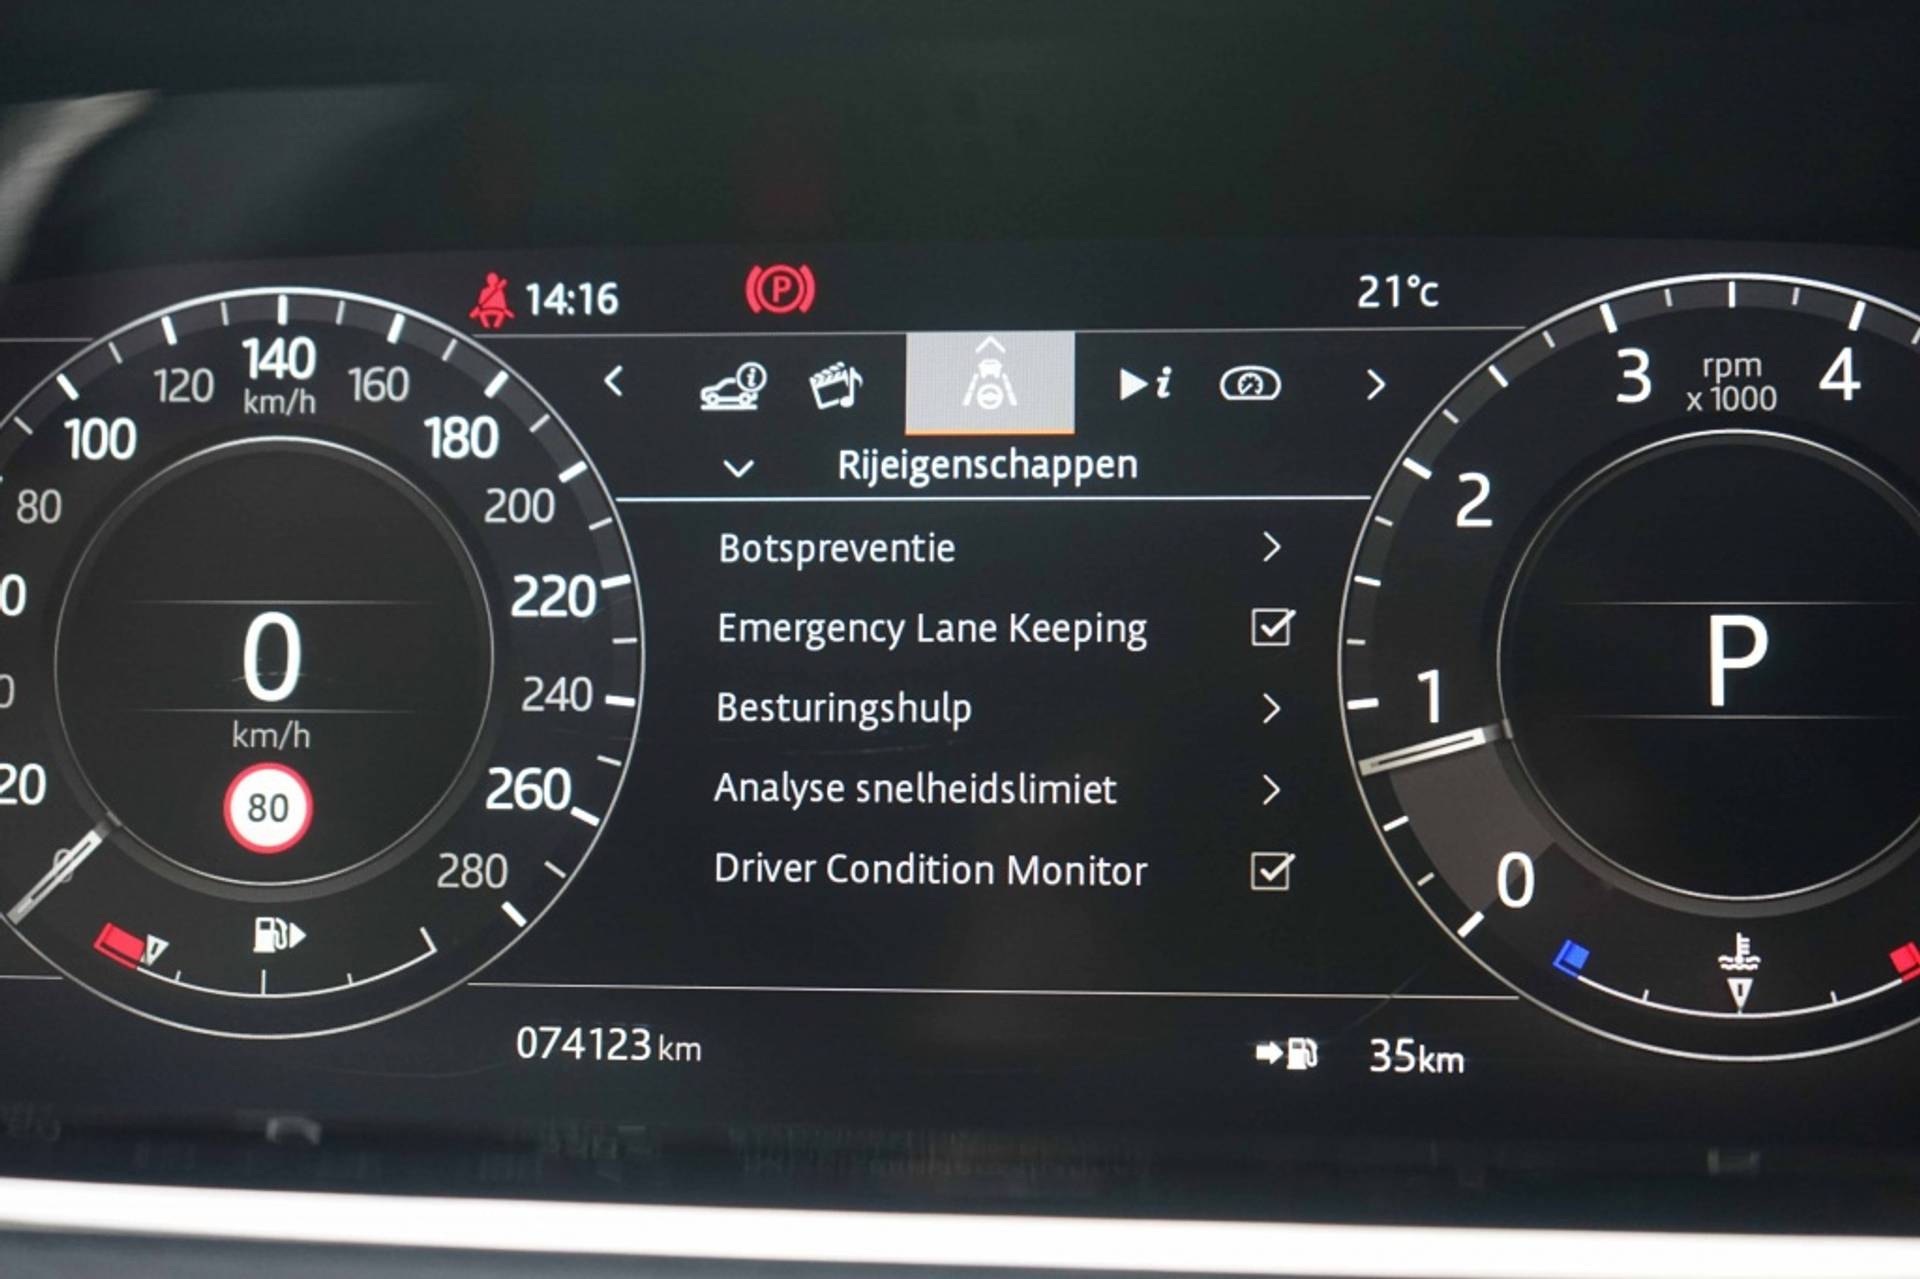 14:16
P
21°c
140
km/h
120
160
100
180
80
200
220
240
20
260
280
0
km/h
80
Rijeigenschappen
Botspreventie
Emergency Lane Keeping
Besturingshulp
Analyse snelheidslimiet
Driver Condition Monitor
3
rpm
x 1000
4
2
1
0
P
074123 km
35km